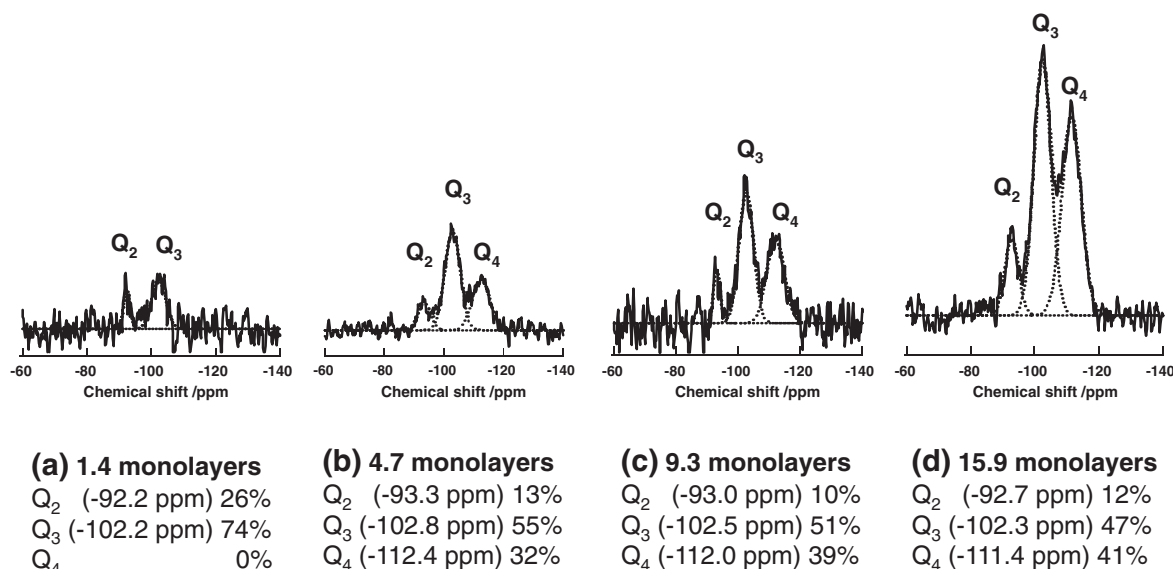 Q3
Q3
Q4
Q3
Q2
Q4
Q2
Q3
Q2
Q4
Q2
-60 -80 -100 -120 -140
-60 -80 -100 -120 -140
-60 -80 -100 -120 -140
-60 -80 -100 -120 -140
Chemical shift /ppm
Chemical shift /ppm
Chemical shift /ppm
Chemical shift /ppm
(a) 1.4 monolayers
Q2 (-92.2 ppm) 26%
Q3 (-102.2 ppm) 74%
Q4 0%
(b) 4.7 monolayers
Q2 (-93.3 ppm) 13%
Q3 (-102.8 ppm) 55%
Q4 (-112.4 ppm) 32%
(c) 9.3 monolayers
Q2 (-93.0 ppm) 10%
Q3 (-102.5 ppm) 51%
Q4 (-112.0 ppm) 39%
(d) 15.9 monolayers
Q2 (-92.7 ppm) 12%
Q3 (-102.3 ppm) 47%
Q4 (-111.4 ppm) 41%